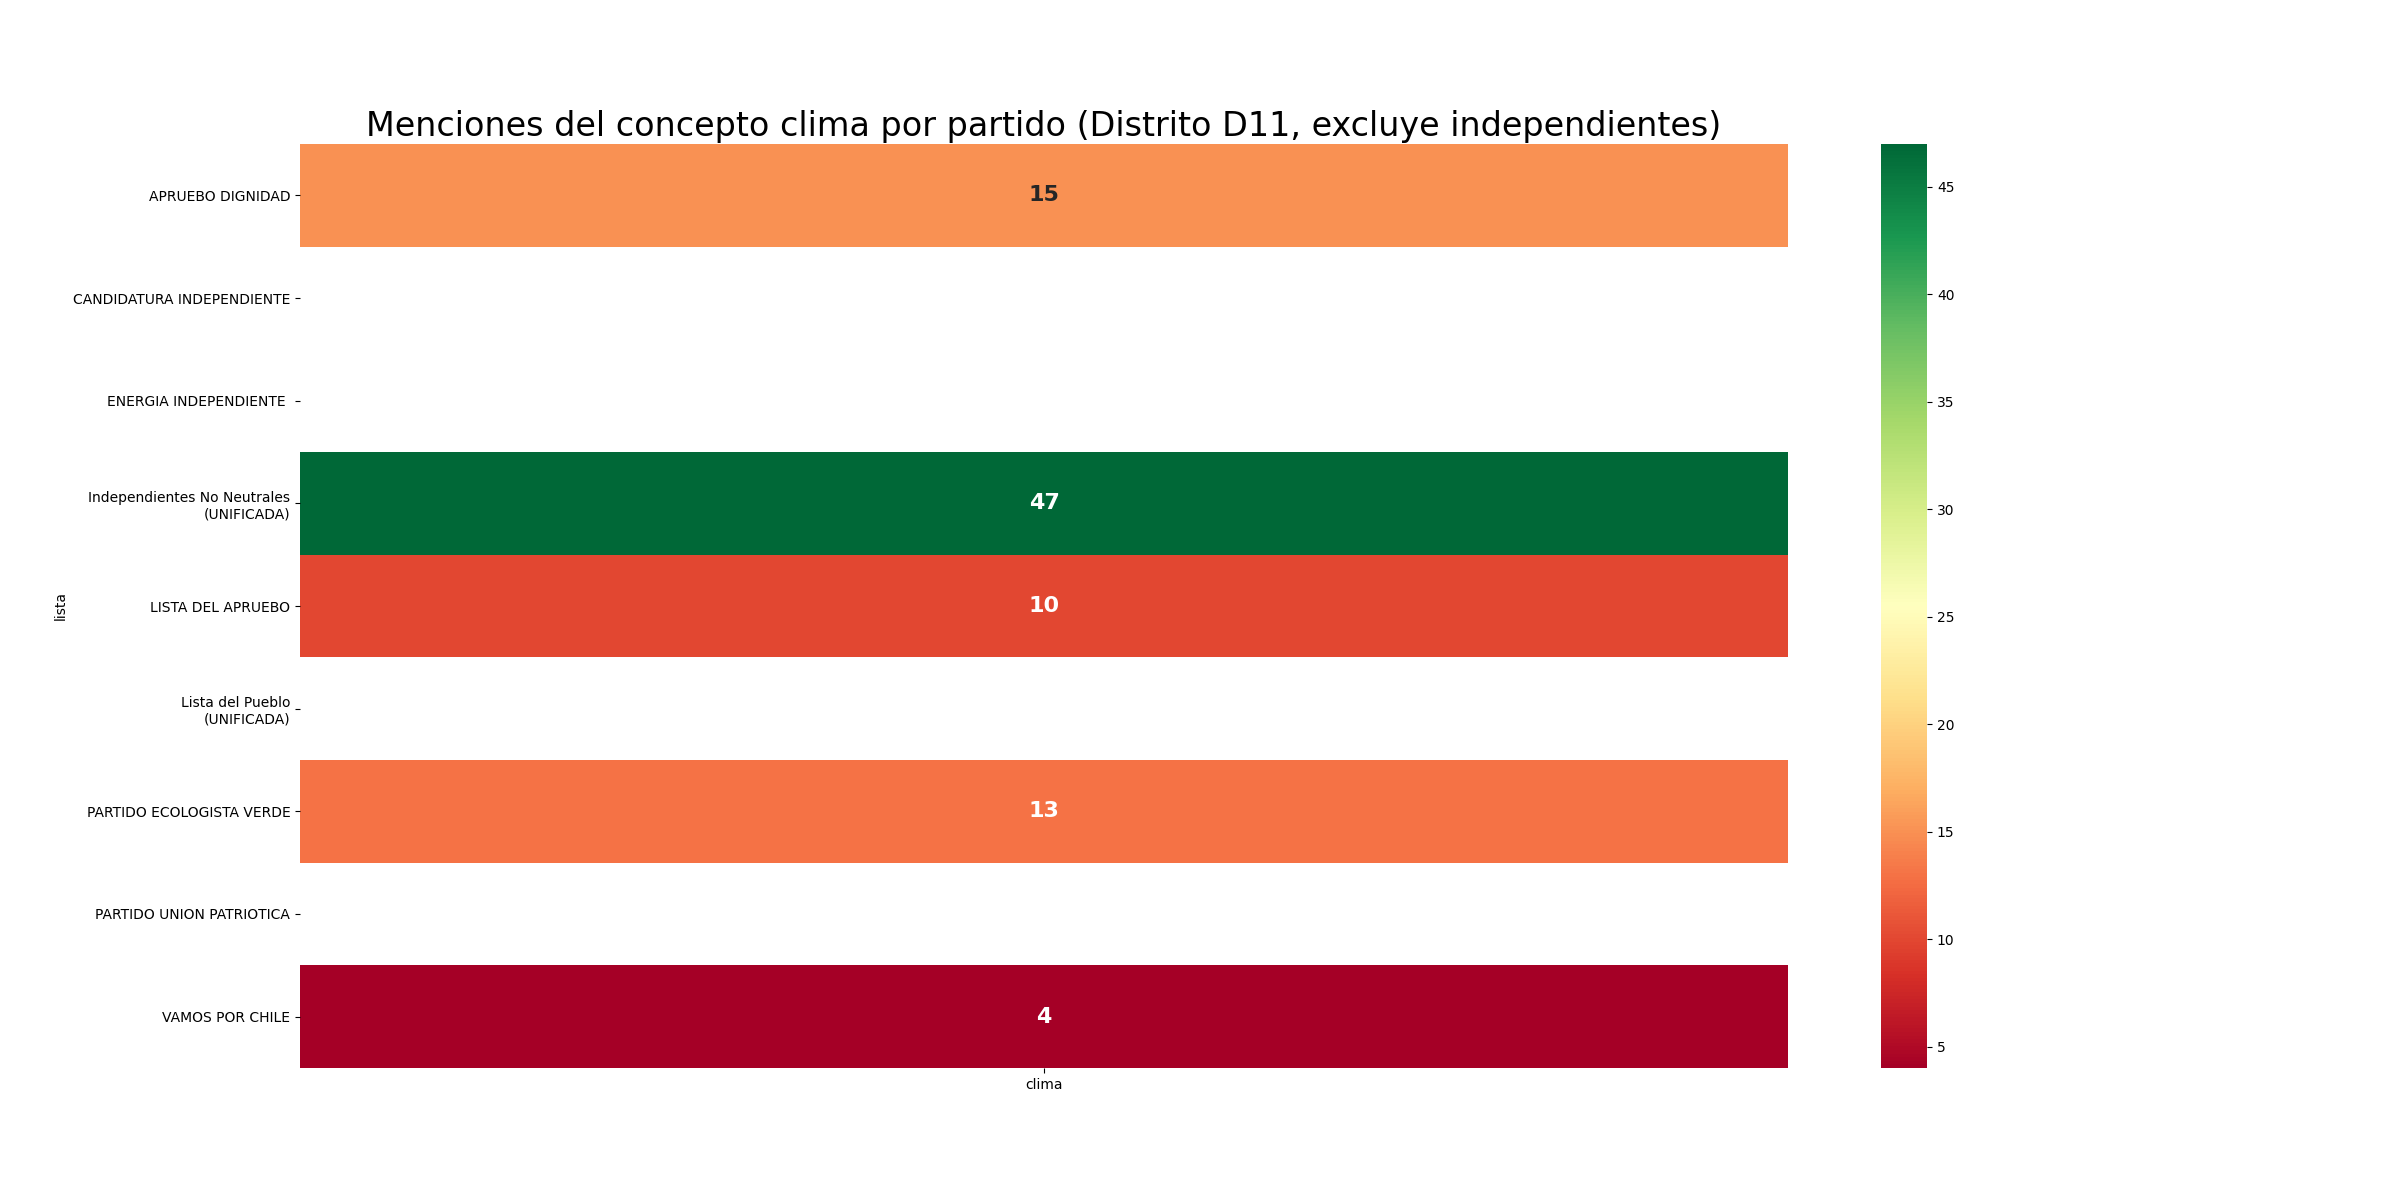 Menciones del concepto clima por partido (Distrito D11, excluye independientes)
lista
APRUEBO DIGNIDAD
15
CANDIDATURA INDEPENDIENTE
ENERGIA INDEPENDIENTE
Independientes No Neutrales
(UNIFICADA)
47
LISTA DEL APRUEBO
10
Lista del Pueblo
(UNIFICADA)
PARTIDO ECOLOGISTA VERDE
13
PARTIDO UNION PATRIOTICA
VAMOS POR CHILE
4
clima
45
40
35
30
25
20
15
10
5